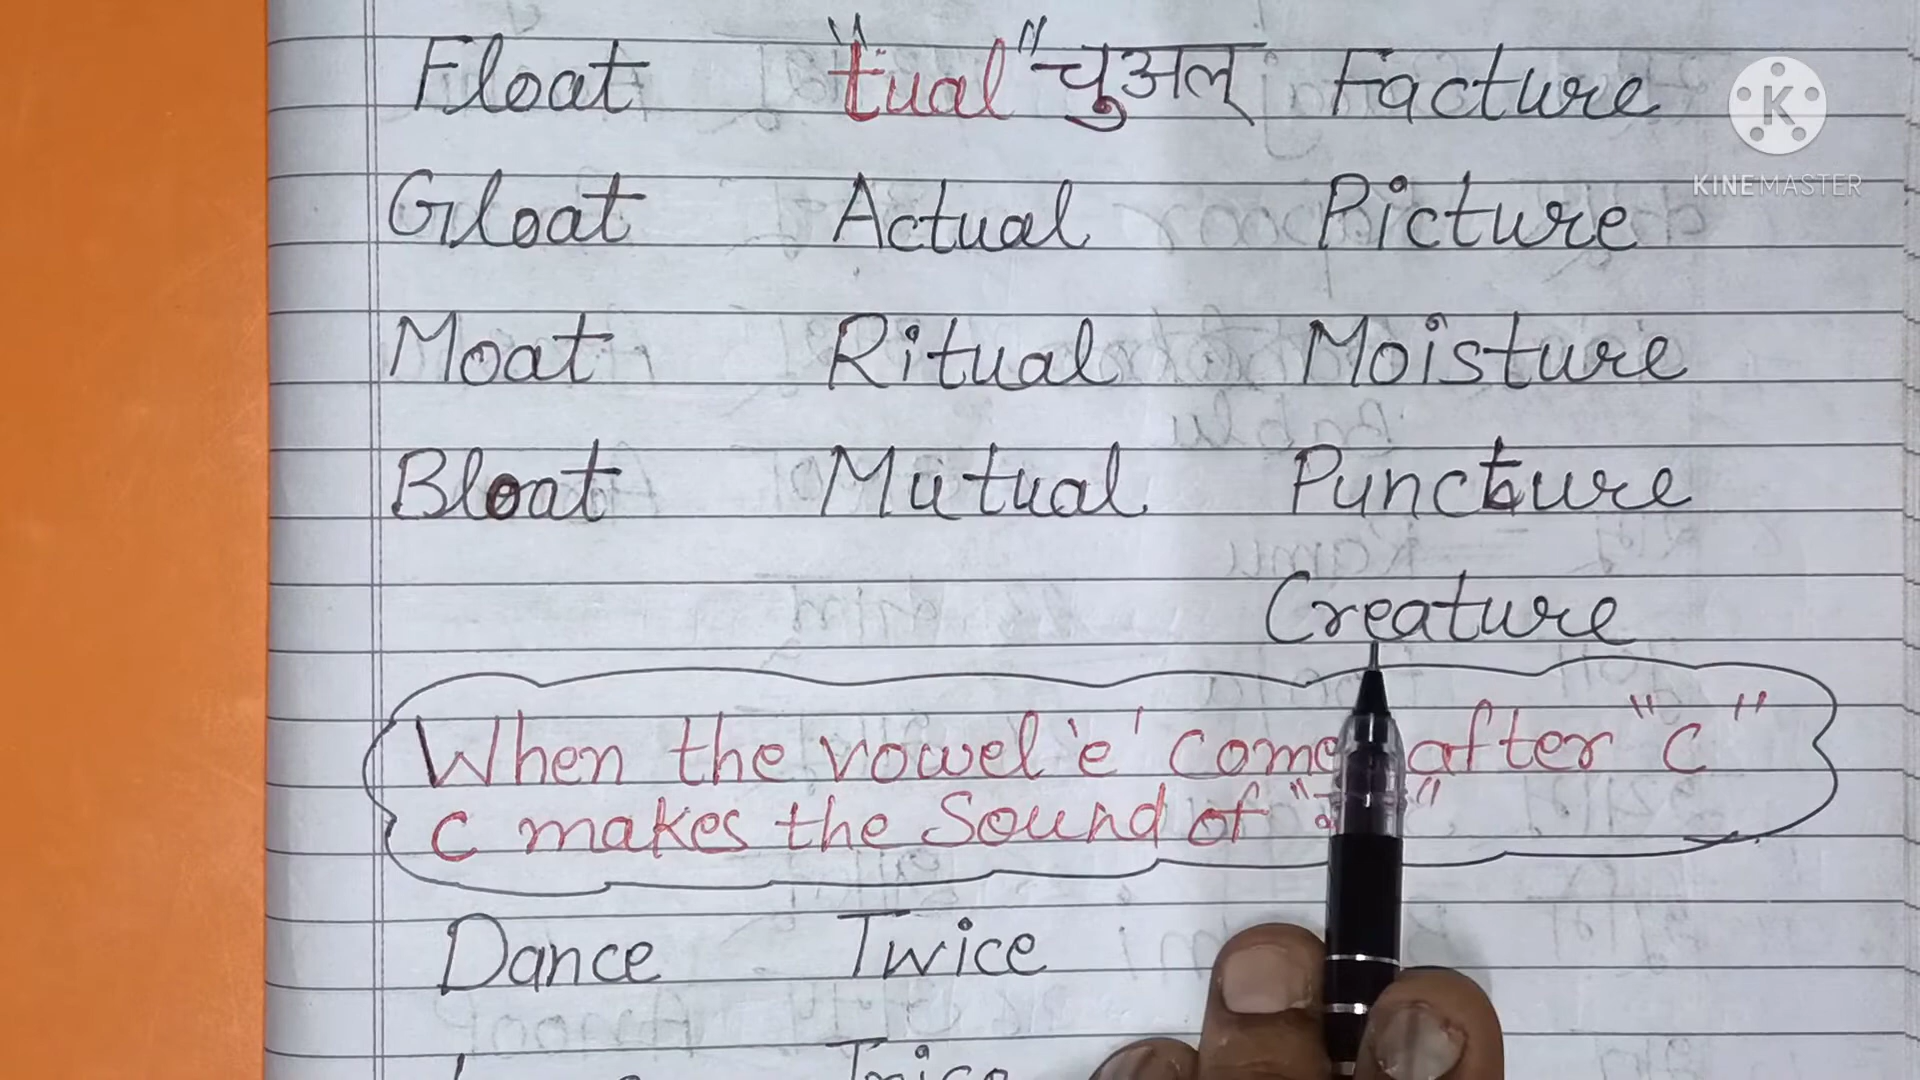 Float "tual" चुअल् Facture
Gloat Actual Picture
Moat Ritual Moisture
Bloat Mutual Puncture
Creature
When the vowel 'e' come after "c"
c makes the Sound of
Dance Twice
KINEMASTER